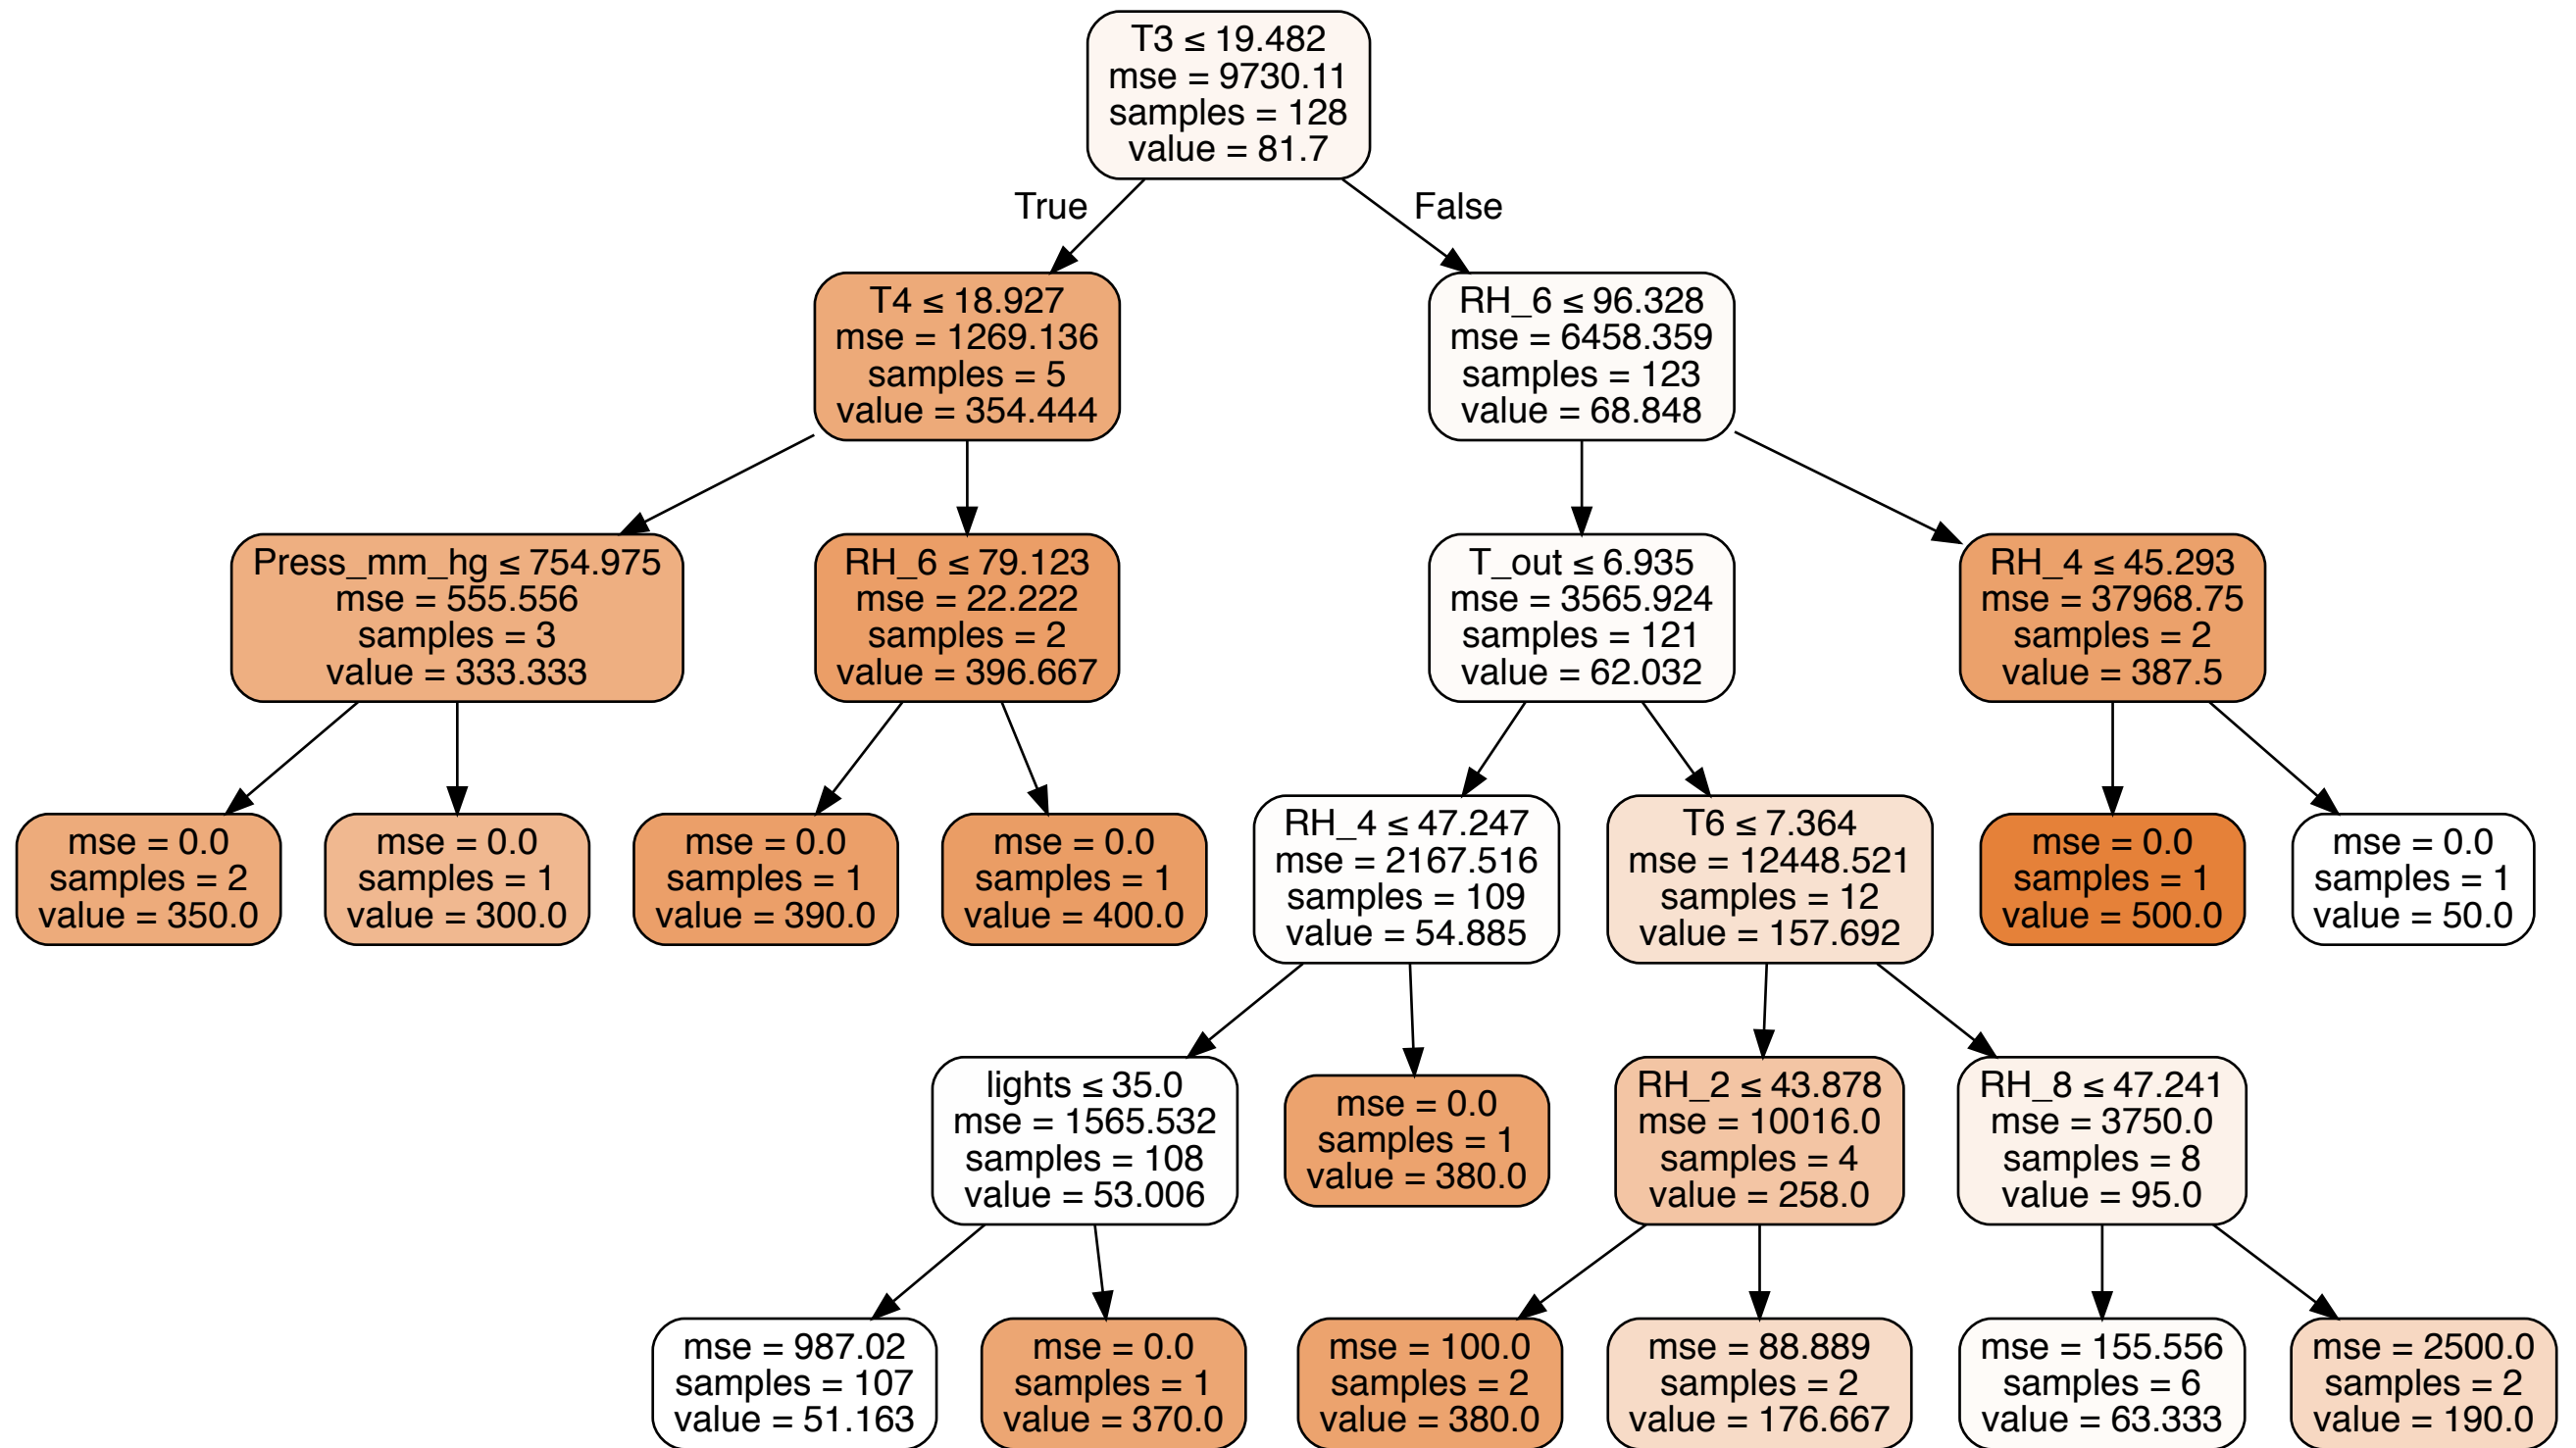 T3 ≤ 19.482
mse = 9730.11
samples = 128
value = 81.7
True
False
T4 ≤ 18.927
mse = 1269.136
samples = 5
value = 354.444
RH_6 ≤ 96.328
mse = 6458.359
samples = 123
value = 68.848
Press_mm_hg ≤ 754.975
mse = 555.556
samples = 3
value = 333.333
RH_6 ≤ 79.123
mse = 22.222
samples = 2
value = 396.667
T_out ≤ 6.935
mse = 3565.924
samples = 121
value = 62.032
RH_4 ≤ 45.293
mse = 37968.75
samples = 2
value = 387.5
mse = 0.0
samples = 2
value = 350.0
mse = 0.0
samples = 1
value = 300.0
mse = 0.0
samples = 1
value = 390.0
mse = 0.0
samples = 1
value = 400.0
RH_4 ≤ 47.247
mse = 2167.516
samples = 109
value = 54.885
T6 ≤ 7.364
mse = 12448.521
samples = 12
value = 157.692
mse = 0.0
samples = 1
value = 500.0
mse = 0.0
samples = 1
value = 50.0
lights ≤ 35.0
mse = 1565.532
samples = 108
value = 53.006
mse = 0.0
samples = 1
value = 380.0
RH_2 ≤ 43.878
mse = 10016.0
samples = 4
value = 258.0
RH_8 ≤ 47.241
mse = 3750.0
samples = 8
value = 95.0
mse = 987.02
samples = 107
value = 51.163
mse = 0.0
samples = 1
value = 370.0
mse = 100.0
samples = 2
value = 380.0
mse = 88.889
samples = 2
value = 176.667
mse = 155.556
samples = 6
value = 63.333
mse = 2500.0
samples = 2
value = 190.0